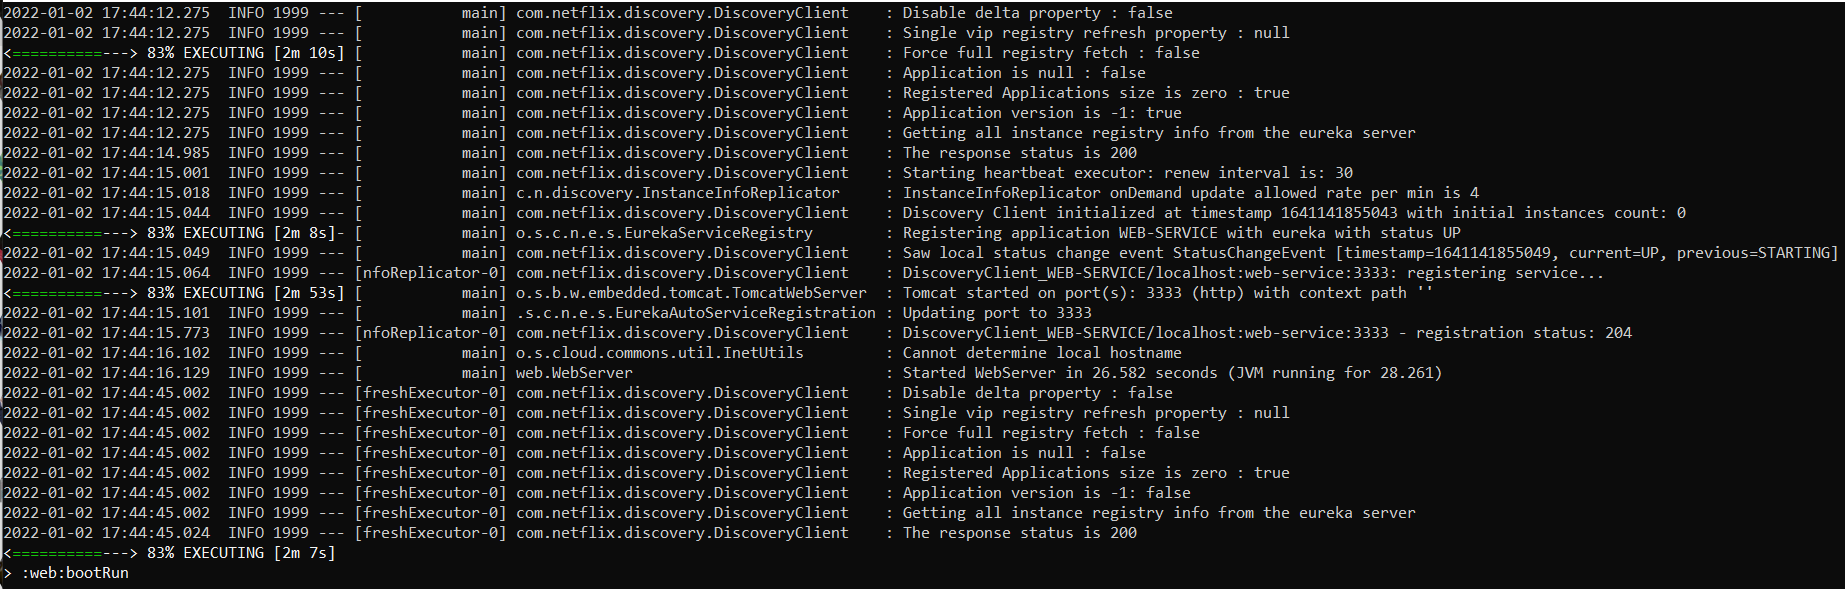 2022-01-02 17:44:12.275  INFO 1999 --- [           main] com.netflix.discovery.DiscoveryClient    : Disable delta property : false
2022-01-02 17:44:12.275  INFO 1999 --- [           main] com.netflix.discovery.DiscoveryClient    : Single vip registry refresh property : null
<==========---> 83% EXECUTING [2m 10s] [           main] com.netflix.discovery.DiscoveryClient    : Force full registry fetch : false
2022-01-02 17:44:12.275  INFO 1999 --- [           main] com.netflix.discovery.DiscoveryClient    : Application is null : false
2022-01-02 17:44:12.275  INFO 1999 --- [           main] com.netflix.discovery.DiscoveryClient    : Registered Applications size is zero : true
2022-01-02 17:44:12.275  INFO 1999 --- [           main] com.netflix.discovery.DiscoveryClient    : Application version is -1: true
2022-01-02 17:44:12.275  INFO 1999 --- [           main] com.netflix.discovery.DiscoveryClient    : Getting all instance registry info from the eureka server
2022-01-02 17:44:14.985  INFO 1999 --- [           main] com.netflix.discovery.DiscoveryClient    : The response status is 200
2022-01-02 17:44:15.001  INFO 1999 --- [           main] com.netflix.discovery.DiscoveryClient    : Starting heartbeat executor: renew interval is: 30
2022-01-02 17:44:15.018  INFO 1999 --- [           main] c.n.discovery.InstanceInfoReplicator     : InstanceInfoReplicator onDemand update allowed rate per min is 4
2022-01-02 17:44:15.044  INFO 1999 --- [           main] com.netflix.discovery.DiscoveryClient    : Discovery Client initialized at timestamp 1641141855043 with initial instances count: 0
<==========---> 83% EXECUTING [2m 8s]- [           main] o.s.c.n.e.s.EurekaServiceRegistry        : Registering application WEB-SERVICE with eureka with status UP
2022-01-02 17:44:15.049  INFO 1999 --- [           main] com.netflix.discovery.DiscoveryClient    : Saw local status change event StatusChangeEvent [timestamp=1641141855049, current=UP, previous=STARTING]
2022-01-02 17:44:15.064  INFO 1999 --- [nfoReplicator-0] com.netflix.discovery.DiscoveryClient    : DiscoveryClient_WEB-SERVICE/localhost:web-service:3333: registering service...
<==========---> 83% EXECUTING [2m 53s] [           main] o.s.b.w.embedded.tomcat.TomcatWebServer  : Tomcat started on port(s): 3333 (http) with context path ''
2022-01-02 17:44:15.101  INFO 1999 --- [           main] .s.c.n.e.s.EurekaAutoServiceRegistration : Updating port to 3333
2022-01-02 17:44:15.773  INFO 1999 --- [nfoReplicator-0] com.netflix.discovery.DiscoveryClient    : DiscoveryClient_WEB-SERVICE/localhost:web-service:3333 - registration status: 204
2022-01-02 17:44:16.102  INFO 1999 --- [           main] o.s.cloud.commons.util.InetUtils         : Cannot determine local hostname
2022-01-02 17:44:16.129  INFO 1999 --- [           main] web.WebServer                            : Started WebServer in 26.582 seconds (JVM running for 28.261)
2022-01-02 17:44:45.002  INFO 1999 --- [freshExecutor-0] com.netflix.discovery.DiscoveryClient    : Disable delta property : false
2022-01-02 17:44:45.002  INFO 1999 --- [freshExecutor-0] com.netflix.discovery.DiscoveryClient    : Single vip registry refresh property : null
2022-01-02 17:44:45.002  INFO 1999 --- [freshExecutor-0] com.netflix.discovery.DiscoveryClient    : Force full registry fetch : false
2022-01-02 17:44:45.002  INFO 1999 --- [freshExecutor-0] com.netflix.discovery.DiscoveryClient    : Application is null : false
2022-01-02 17:44:45.002  INFO 1999 --- [freshExecutor-0] com.netflix.discovery.DiscoveryClient    : Registered Applications size is zero : true
2022-01-02 17:44:45.002  INFO 1999 --- [freshExecutor-0] com.netflix.discovery.DiscoveryClient    : Application version is -1: false
2022-01-02 17:44:45.002  INFO 1999 --- [freshExecutor-0] com.netflix.discovery.DiscoveryClient    : Getting all instance registry info from the eureka server
2022-01-02 17:44:45.024  INFO 1999 --- [freshExecutor-0] com.netflix.discovery.DiscoveryClient    : The response status is 200
<==========---> 83% EXECUTING [2m 7s]
> :web:bootRun